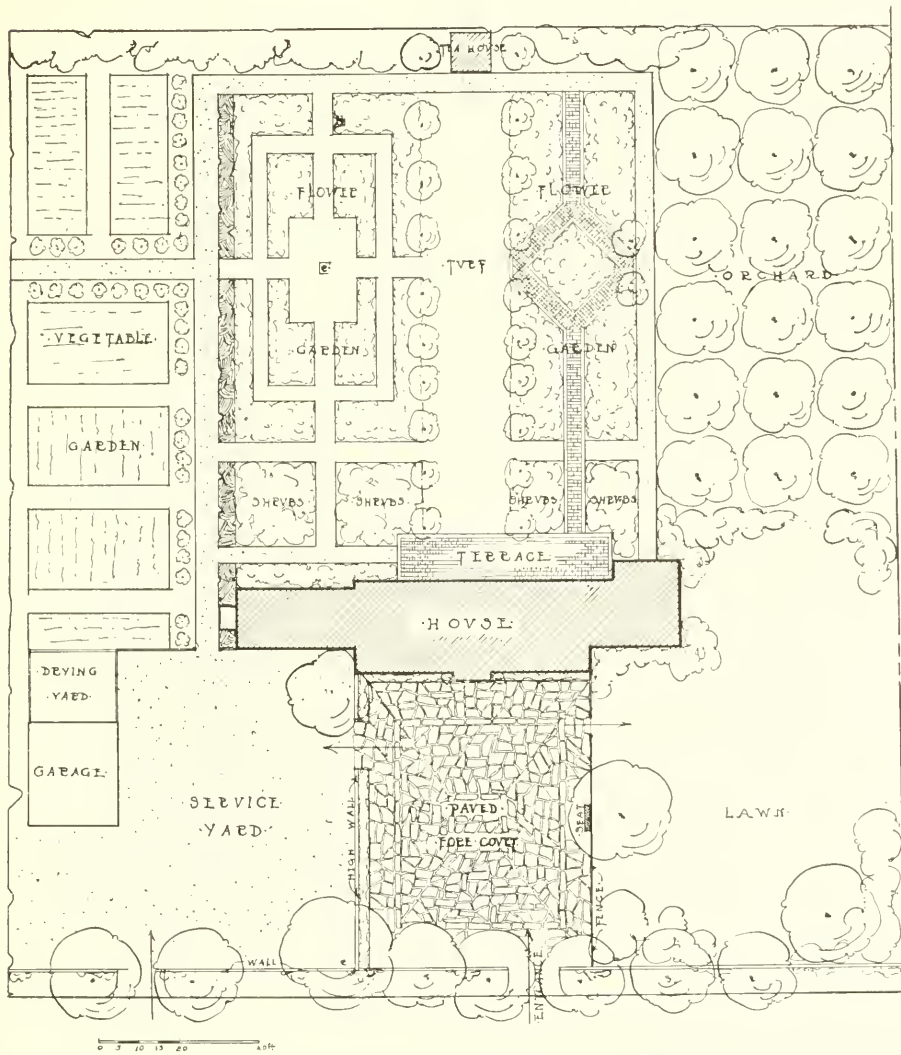 TEA HOUSE
FLOWER
FLOWER
TURF
·ORCHARD·
·VEGETABLE·
GARDEN
GARDEN
GARDEN·
SHRUBS
SHRUBS
SHRUBS
SHRUBS
TERRACE
·HOUSE·
DRYING
·YARD·
GARAGE·
SERVICE
YARD·
HIGH WALL
PAVED·
FORE COURT
SEAT
LAWN·
FENCE
WALL
ENTRANCE
0 5 10 15 20 40ft